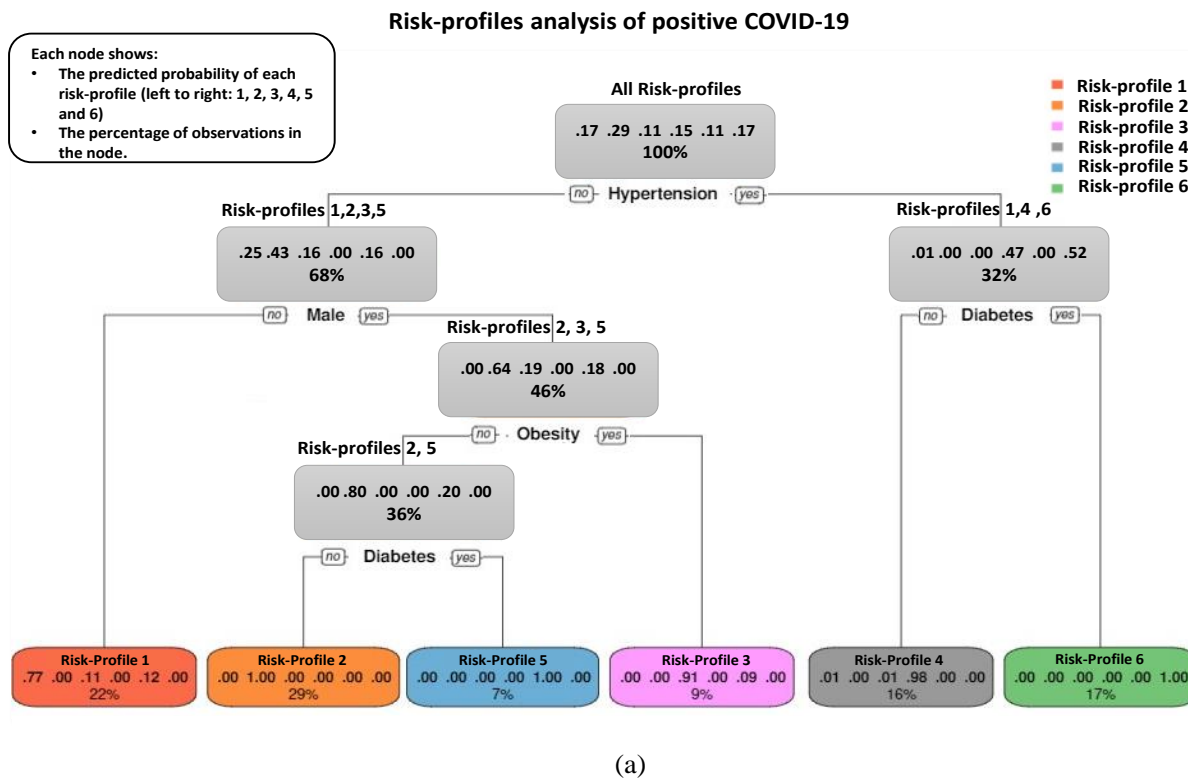 Risk-profiles analysis of positive COVID-19
Each node shows:
• The predicted probability of each
risk-profile (left to right: 1, 2, 3, 4, 5
and 6)
• The percentage of observations in
the node.
Risk-profile 1
Risk-profile 2
Risk-profile 3
Risk-profile 4
Risk-profile 5
Risk-profile 6
All Risk-profiles
.17 .29 .11 .15 .11 .17
100%
no Hypertension yes
Risk-profiles 1,2,3,5
.25 .43 .16 .00 .16 .00
68%
no Male yes
Risk-profiles 1,4 ,6
.01 .00 .00 .47 .00 .52
32%
no Diabetes yes
Risk-profiles 2, 3, 5
.00 .64 .19 .00 .18 .00
46%
no Obesity yes
Risk-profiles 2, 5
.00 .80 .00 .00 .20 .00
36%
no Diabetes yes
Risk-Profile 1
.77 .00 .11 .00 .12 .00
22%
Risk-Profile 2
.00 1.00 .00 .00 .00 .00
29%
Risk-Profile 5
.00 .00 .00 .00 1.00 .00
7%
Risk-Profile 3
.00 .00 .91 .00 .09 .00
9%
Risk-Profile 4
.01 .00 .01 .98 .00 .00
16%
Risk-Profile 6
.00 .00 .00 .00 .00 1.00
17%
(a)